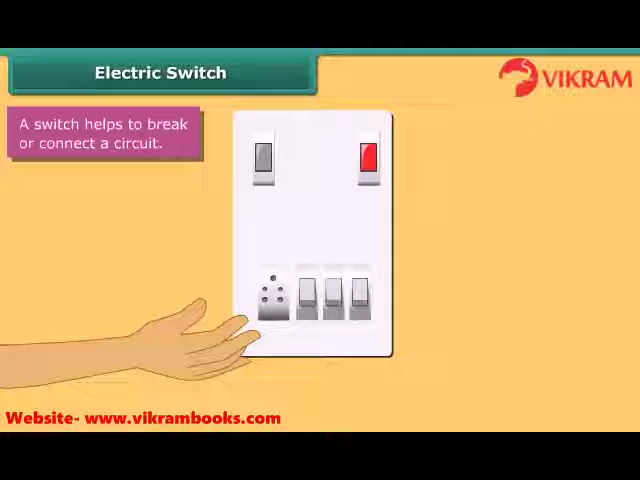 Electric Switch
VIKRAM
A switch helps to break
or connect a circuit.
Website- www.vikrambooks.com